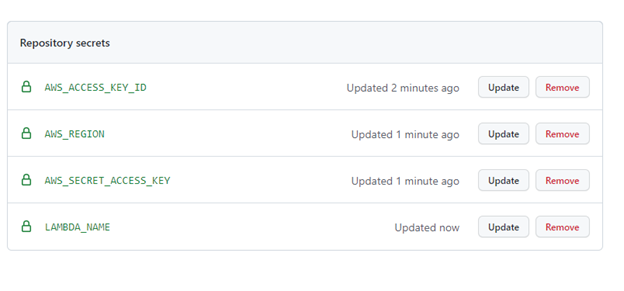 Repository secrets
AWS_ACCESS_KEY_ID Updated 2 minutes ago Update Remove
AWS_REGION Updated 1 minute ago Update Remove
AWS_SECRET_ACCESS_KEY Updated 1 minute ago Update Remove
LAMBDA_NAME Updated now Update Remove